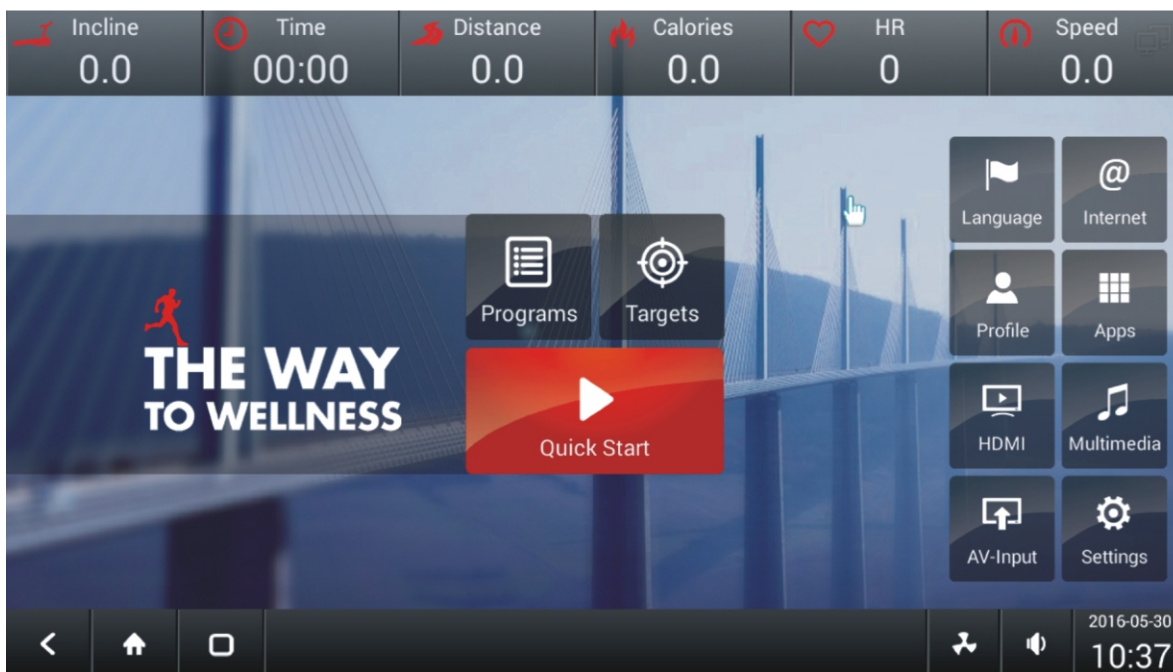 Incline Time Distance Calories HR Speed
0.0 00:00 0.0 0.0 0 0.0
Language @ Internet
Programs Targets
Profile Apps
THE WAY
TO WELLNESS
Quick Start
HDMI Multimedia
AV-Input Settings
2016-05-30
10:37